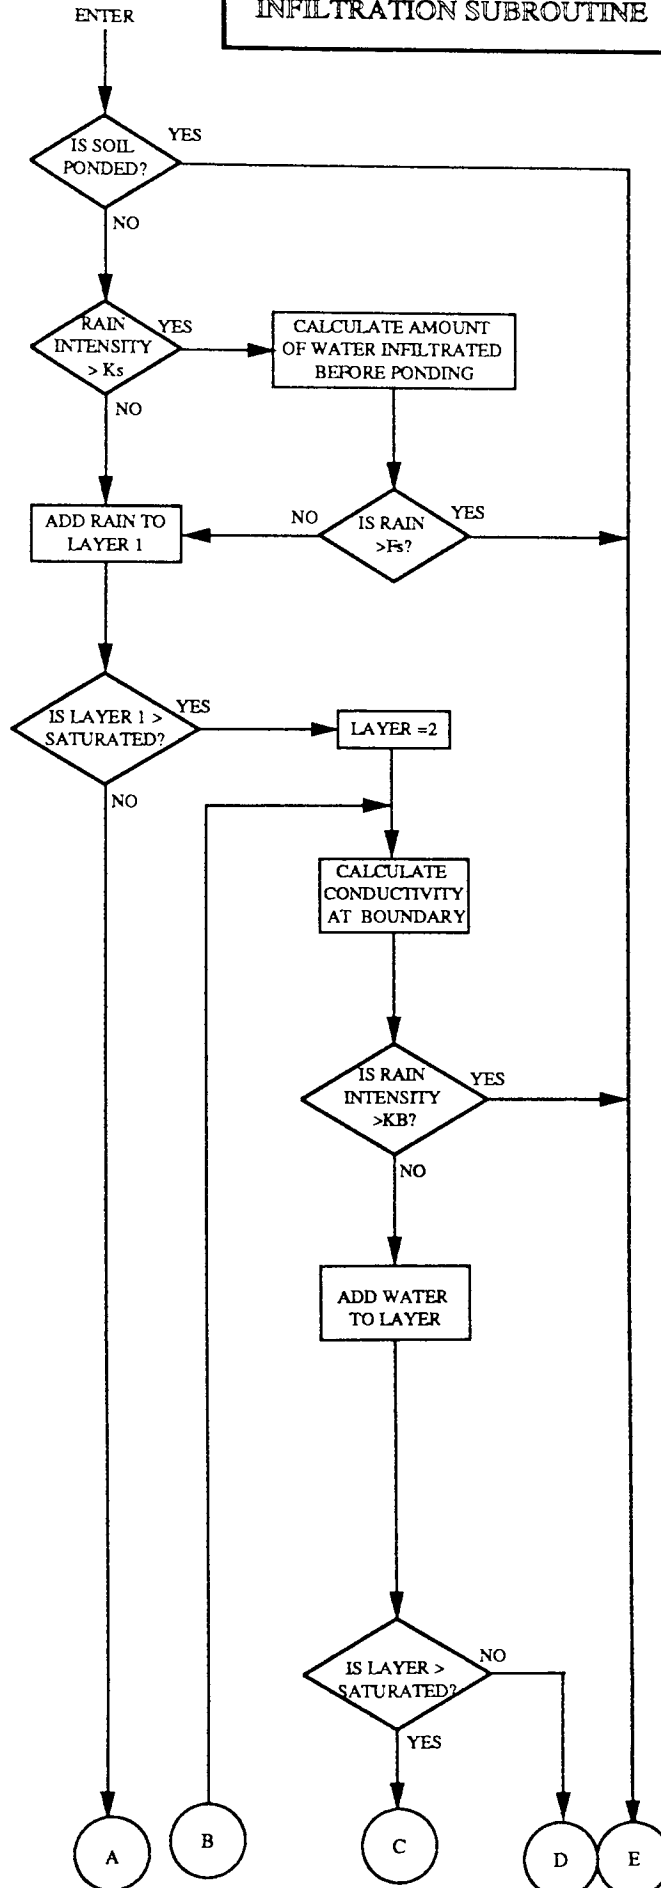 INFILTRATION SUBROUTINE
ENTER
IS SOIL
PONDED?
YES
NO
RAIN
INTENSITY
> Ks
YES
NO
CALCULATE AMOUNT
OF WATER INFILTRATED
BEFORE PONDING
ADD RAIN TO
LAYER 1
NO
IS RAIN
>Fs?
YES
IS LAYER 1 >
SATURATED?
YES
NO
LAYER =2
CALCULATE
CONDUCTIVITY
AT BOUNDARY
IS RAIN
INTENSITY
>KB?
YES
NO
ADD WATER
TO LAYER
IS LAYER >
SATURATED?
NO
YES
A
B
C
D
E